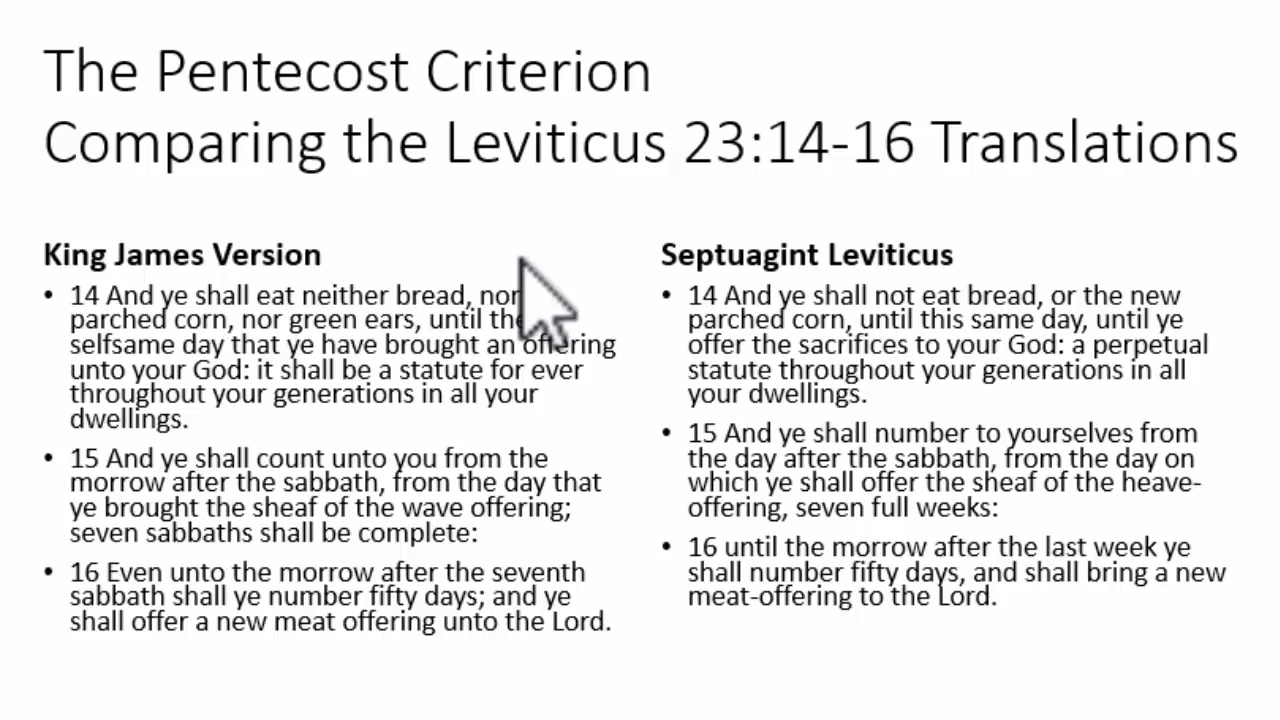 The Pentecost Criterion
Comparing the Leviticus 23:14-16 Translations
King James Version
• 14 And ye shall eat neither bread, nor
parched corn, nor green ears, until the
selfsame day that ye have brought an offering
unto your God: it shall be a statute for ever
throughout your generations in all your
dwellings.
• 15 And ye shall count unto you from the
morrow after the sabbath, from the day that
ye brought the sheaf of the wave offering;
seven sabbaths shall be complete:
• 16 Even unto the morrow after the seventh
sabbath shall ye number fifty days; and ye
shall offer a new meat offering unto the Lord.
Septuagint Leviticus
• 14 And ye shall not eat bread, or the new
parched corn, until this same day, until ye
offer the sacrifices to your God: a perpetual
statute throughout your generations in all
your dwellings.
• 15 And ye shall number to yourselves from
the day after the sabbath, from the day on
which ye shall offer the sheaf of the heave-
offering, seven full weeks:
• 16 until the morrow after the last week ye
shall number fifty days, and shall bring a new
meat-offering to the Lord.